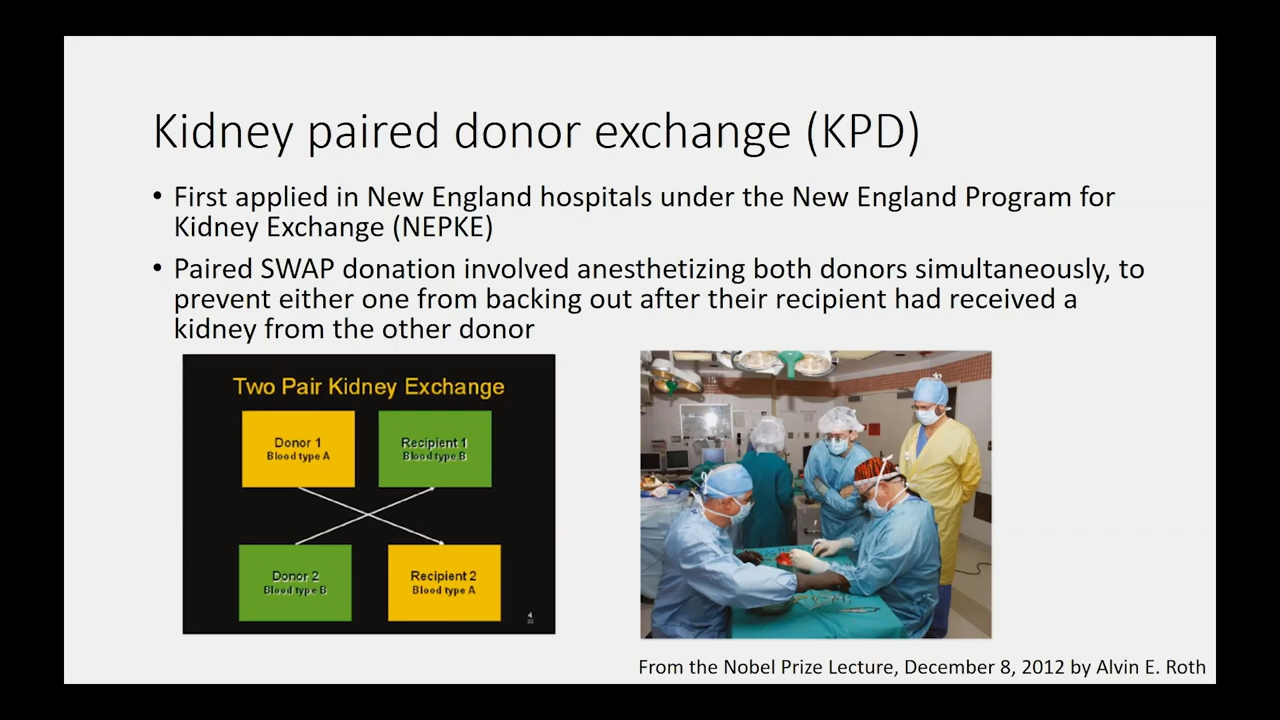 Kidney paired donor exchange (KPD)
• First applied in New England hospitals under the New England Program for
Kidney Exchange (NEPKE)
• Paired SWAP donation involved anesthetizing both donors simultaneously, to
prevent either one from backing out after their recipient had received a
kidney from the other donor
Two Pair Kidney Exchange
Donor 1
Blood type A
Recipient 1
Blood type B
Donor 2
Blood type B
Recipient 2
Blood type A
4
From the Nobel Prize Lecture, December 8, 2012 by Alvin E. Roth